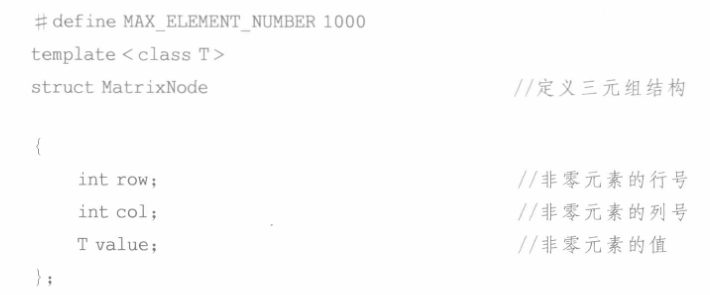 #define MAX_ELEMENT_NUMBER 1000
template<class T>
struct MatrixNode //定义三元组结构
{
int row; //非零元素的行号
int col; //非零元素的列号
T value; //非零元素的值
};